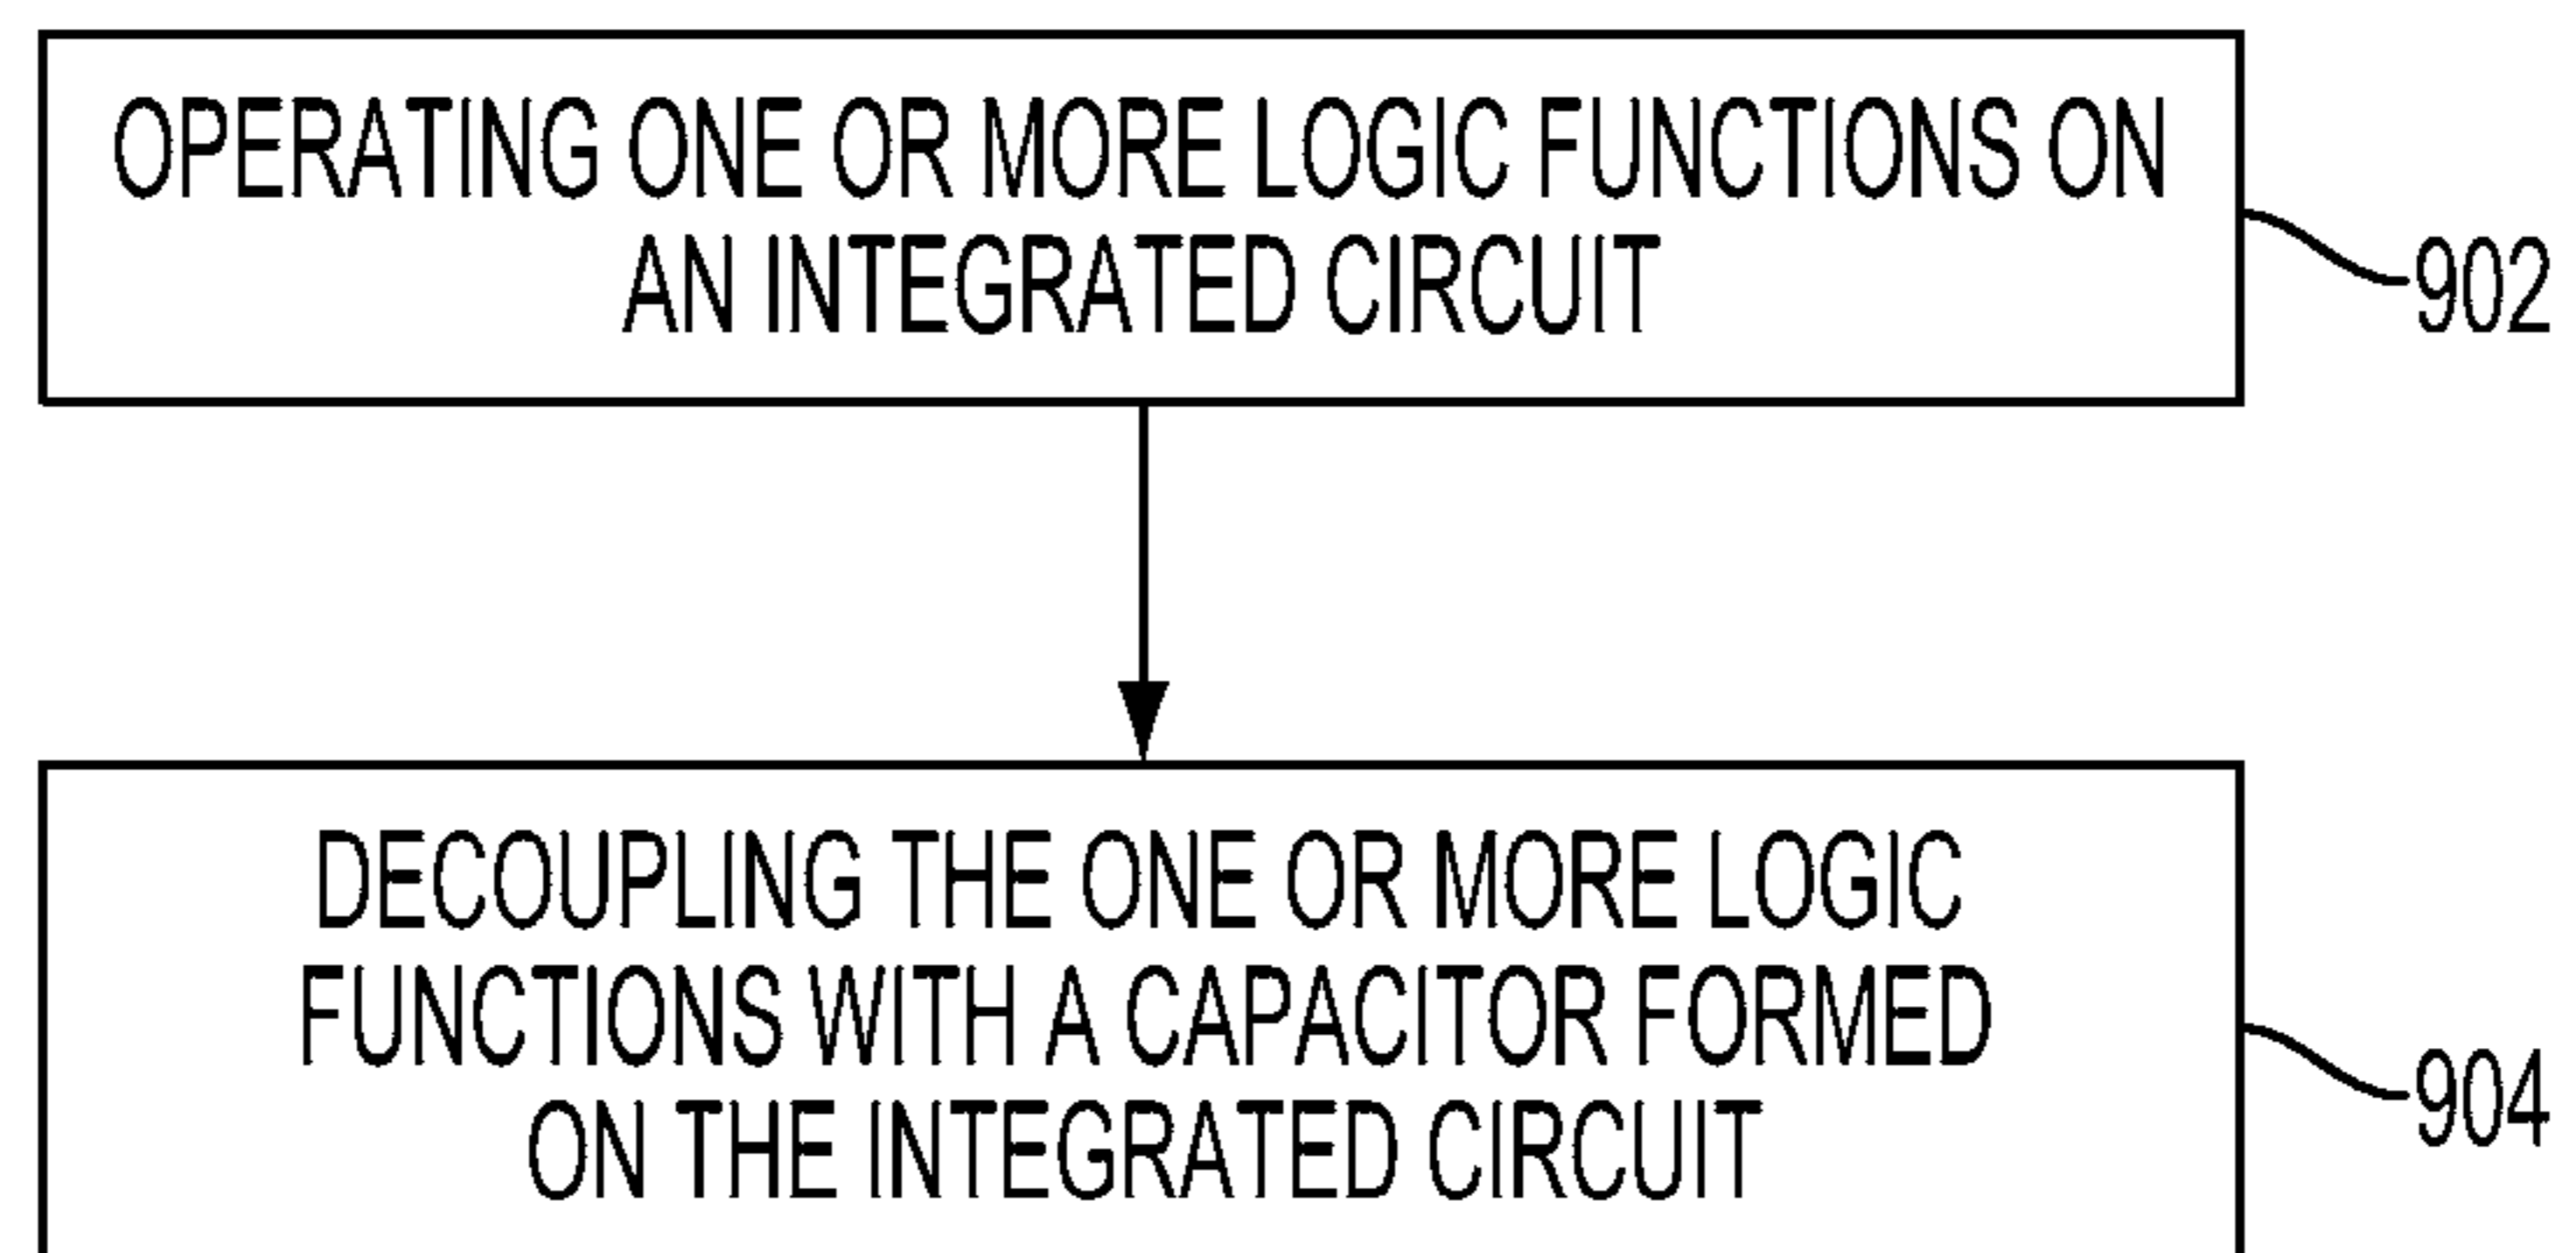 OPERATING ONE OR MORE LOGIC FUNCTIONS ON
AN INTEGRATED CIRCUIT
902
DECOUPLING THE ONE OR MORE LOGIC
FUNCTIONS WITH A CAPACITOR FORMED
ON THE INTEGRATED CIRCUIT
904